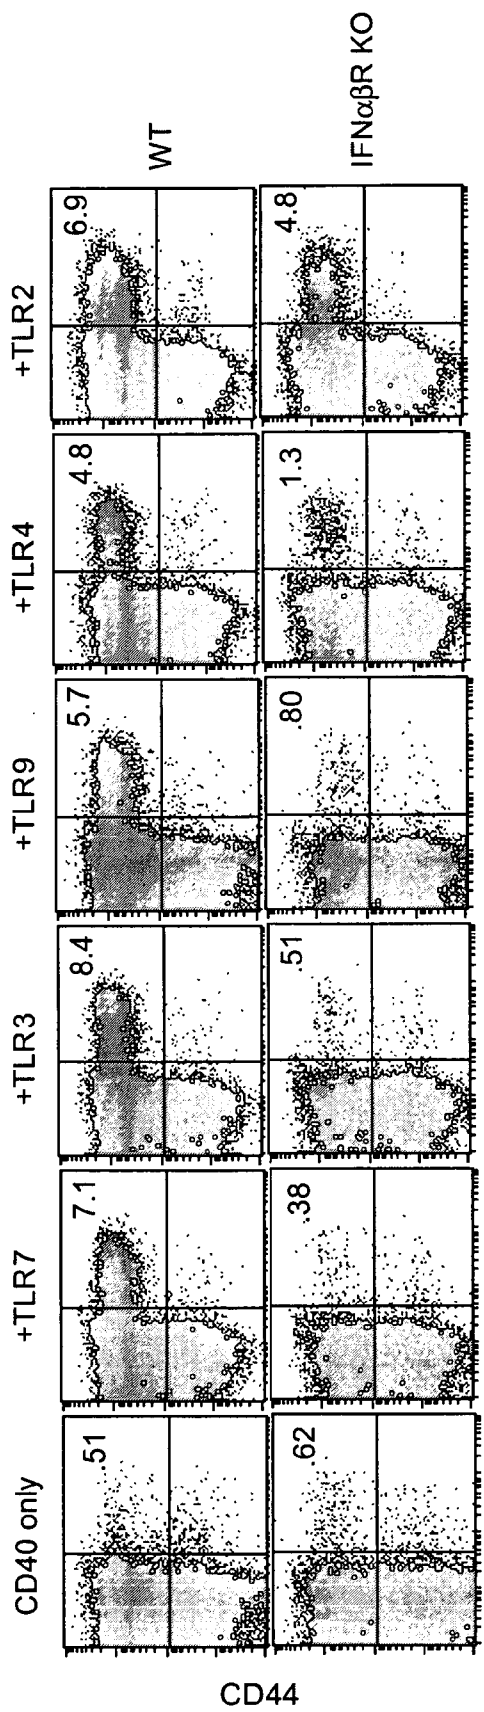 CD40 only
+TLR7
+TLR3
+TLR9
+TLR4
+TLR2
.51
7.1
8.4
5.7
4.8
6.9
WT
.62
.38
.51
.80
1.3
4.8
IFNαβR KO
CD44